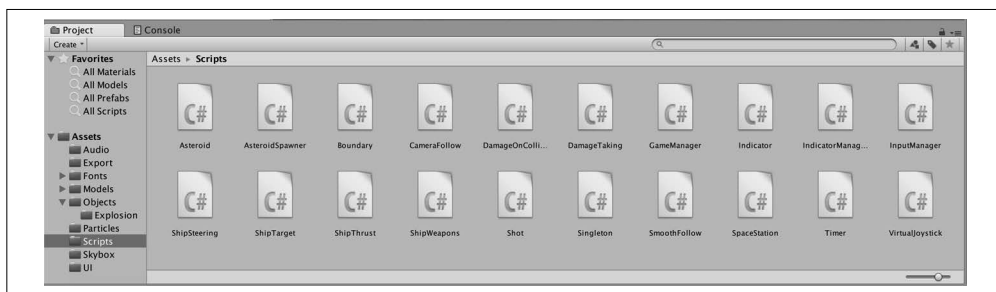 Project
Console
Create
Favorites
All Materials
All Models
All Prefabs
All Scripts
Assets
Audio
Export
Fonts
Models
Objects
Explosion
Particles
Scripts
Skybox
UI
Assets Scripts
C# C# C# C# C# C# C# C# C# C#
Asteroid AsteroidSpawner Boundary CameraFollow DamageOnColli... DamageTaking GameManager Indicator IndicatorManag... InputManager
C# C# C# C# C# C# C# C# C# C#
ShipSteering ShipTarget ShipThrust ShipWeapons Shot Singleton SmoothFollow SpaceStation Timer VirtualJoystick